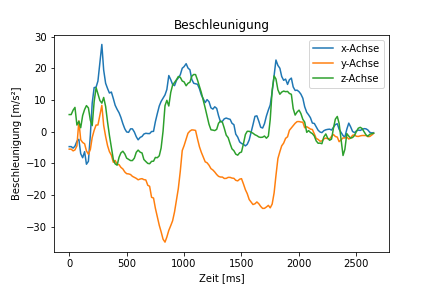 Beschleunigung
Beschleunigung [m/s²]
30
20
10
0
−10
−20
−30
x-Achse
y-Achse
z-Achse
0
500
1000
1500
2000
2500
Zeit [ms]